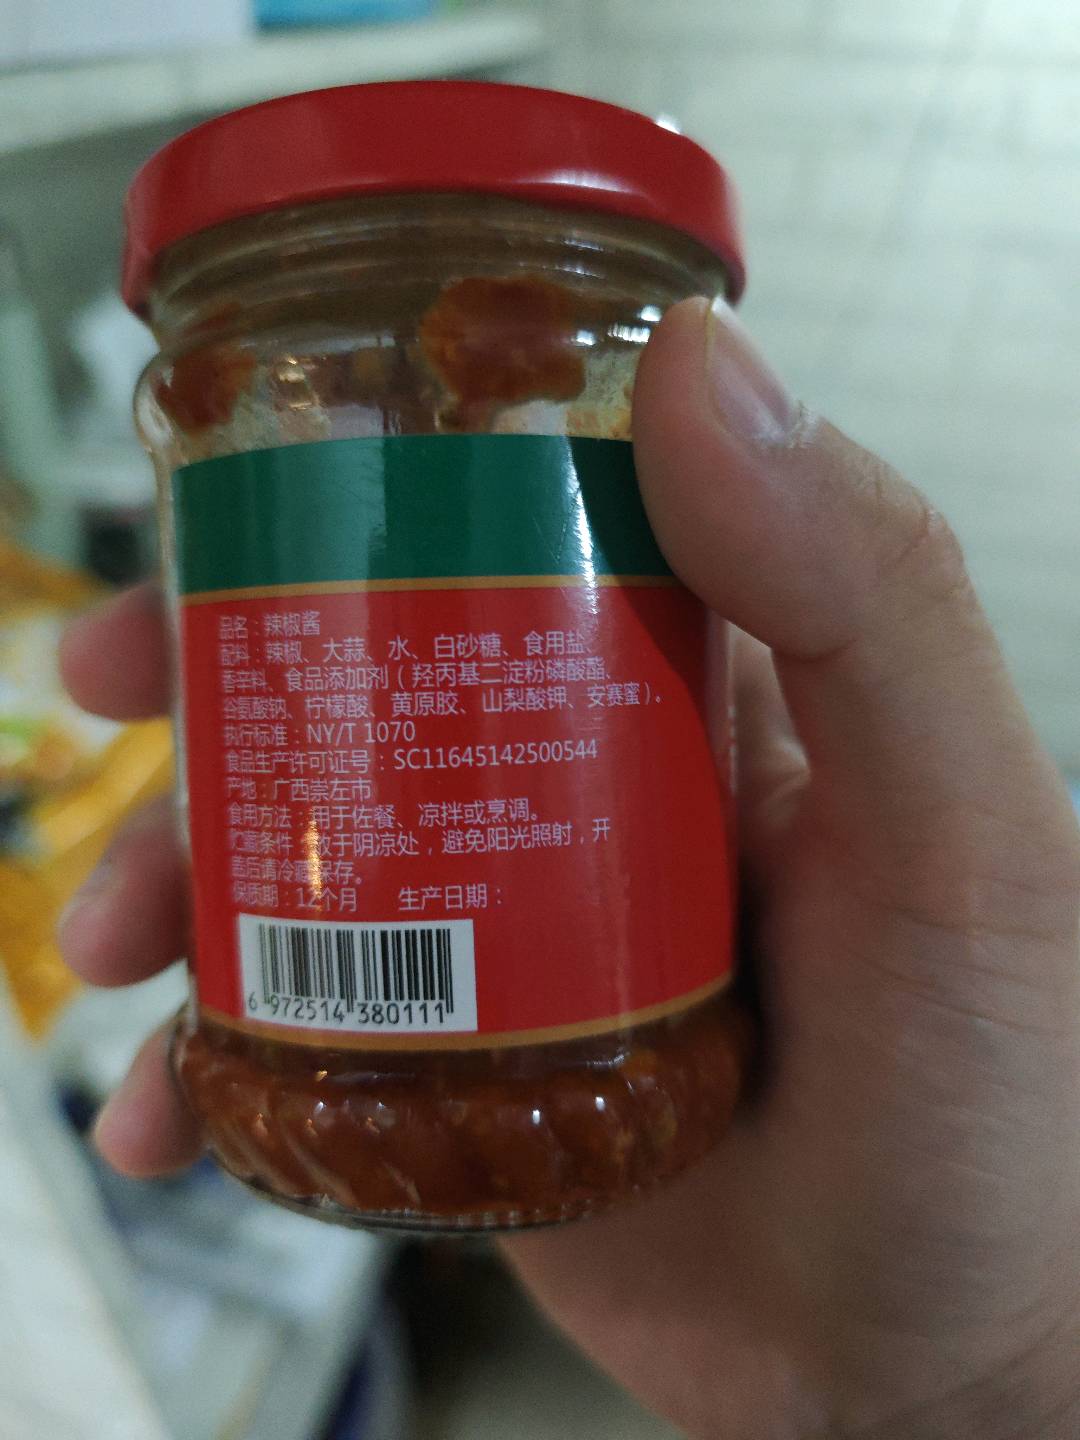 品名：辣椒酱
配料：辣椒、大蒜、水、白砂糖、食用盐、
香辛料、食品添加剂（羟丙基二淀粉磷酸酯、
谷氨酸钠、柠檬酸、黄原胶、山梨酸钾、安赛蜜）。
执行标准：NY/T 1070
食品生产许可证号：SC11645142500544
产地：广西崇左市
食用方法：用于佐餐、凉拌或烹调。
贮藏条件：放于阴凉处，避免阳光照射，开
盖后请冷藏保存。
保质期：12个月 生产日期：
6 972514 380111